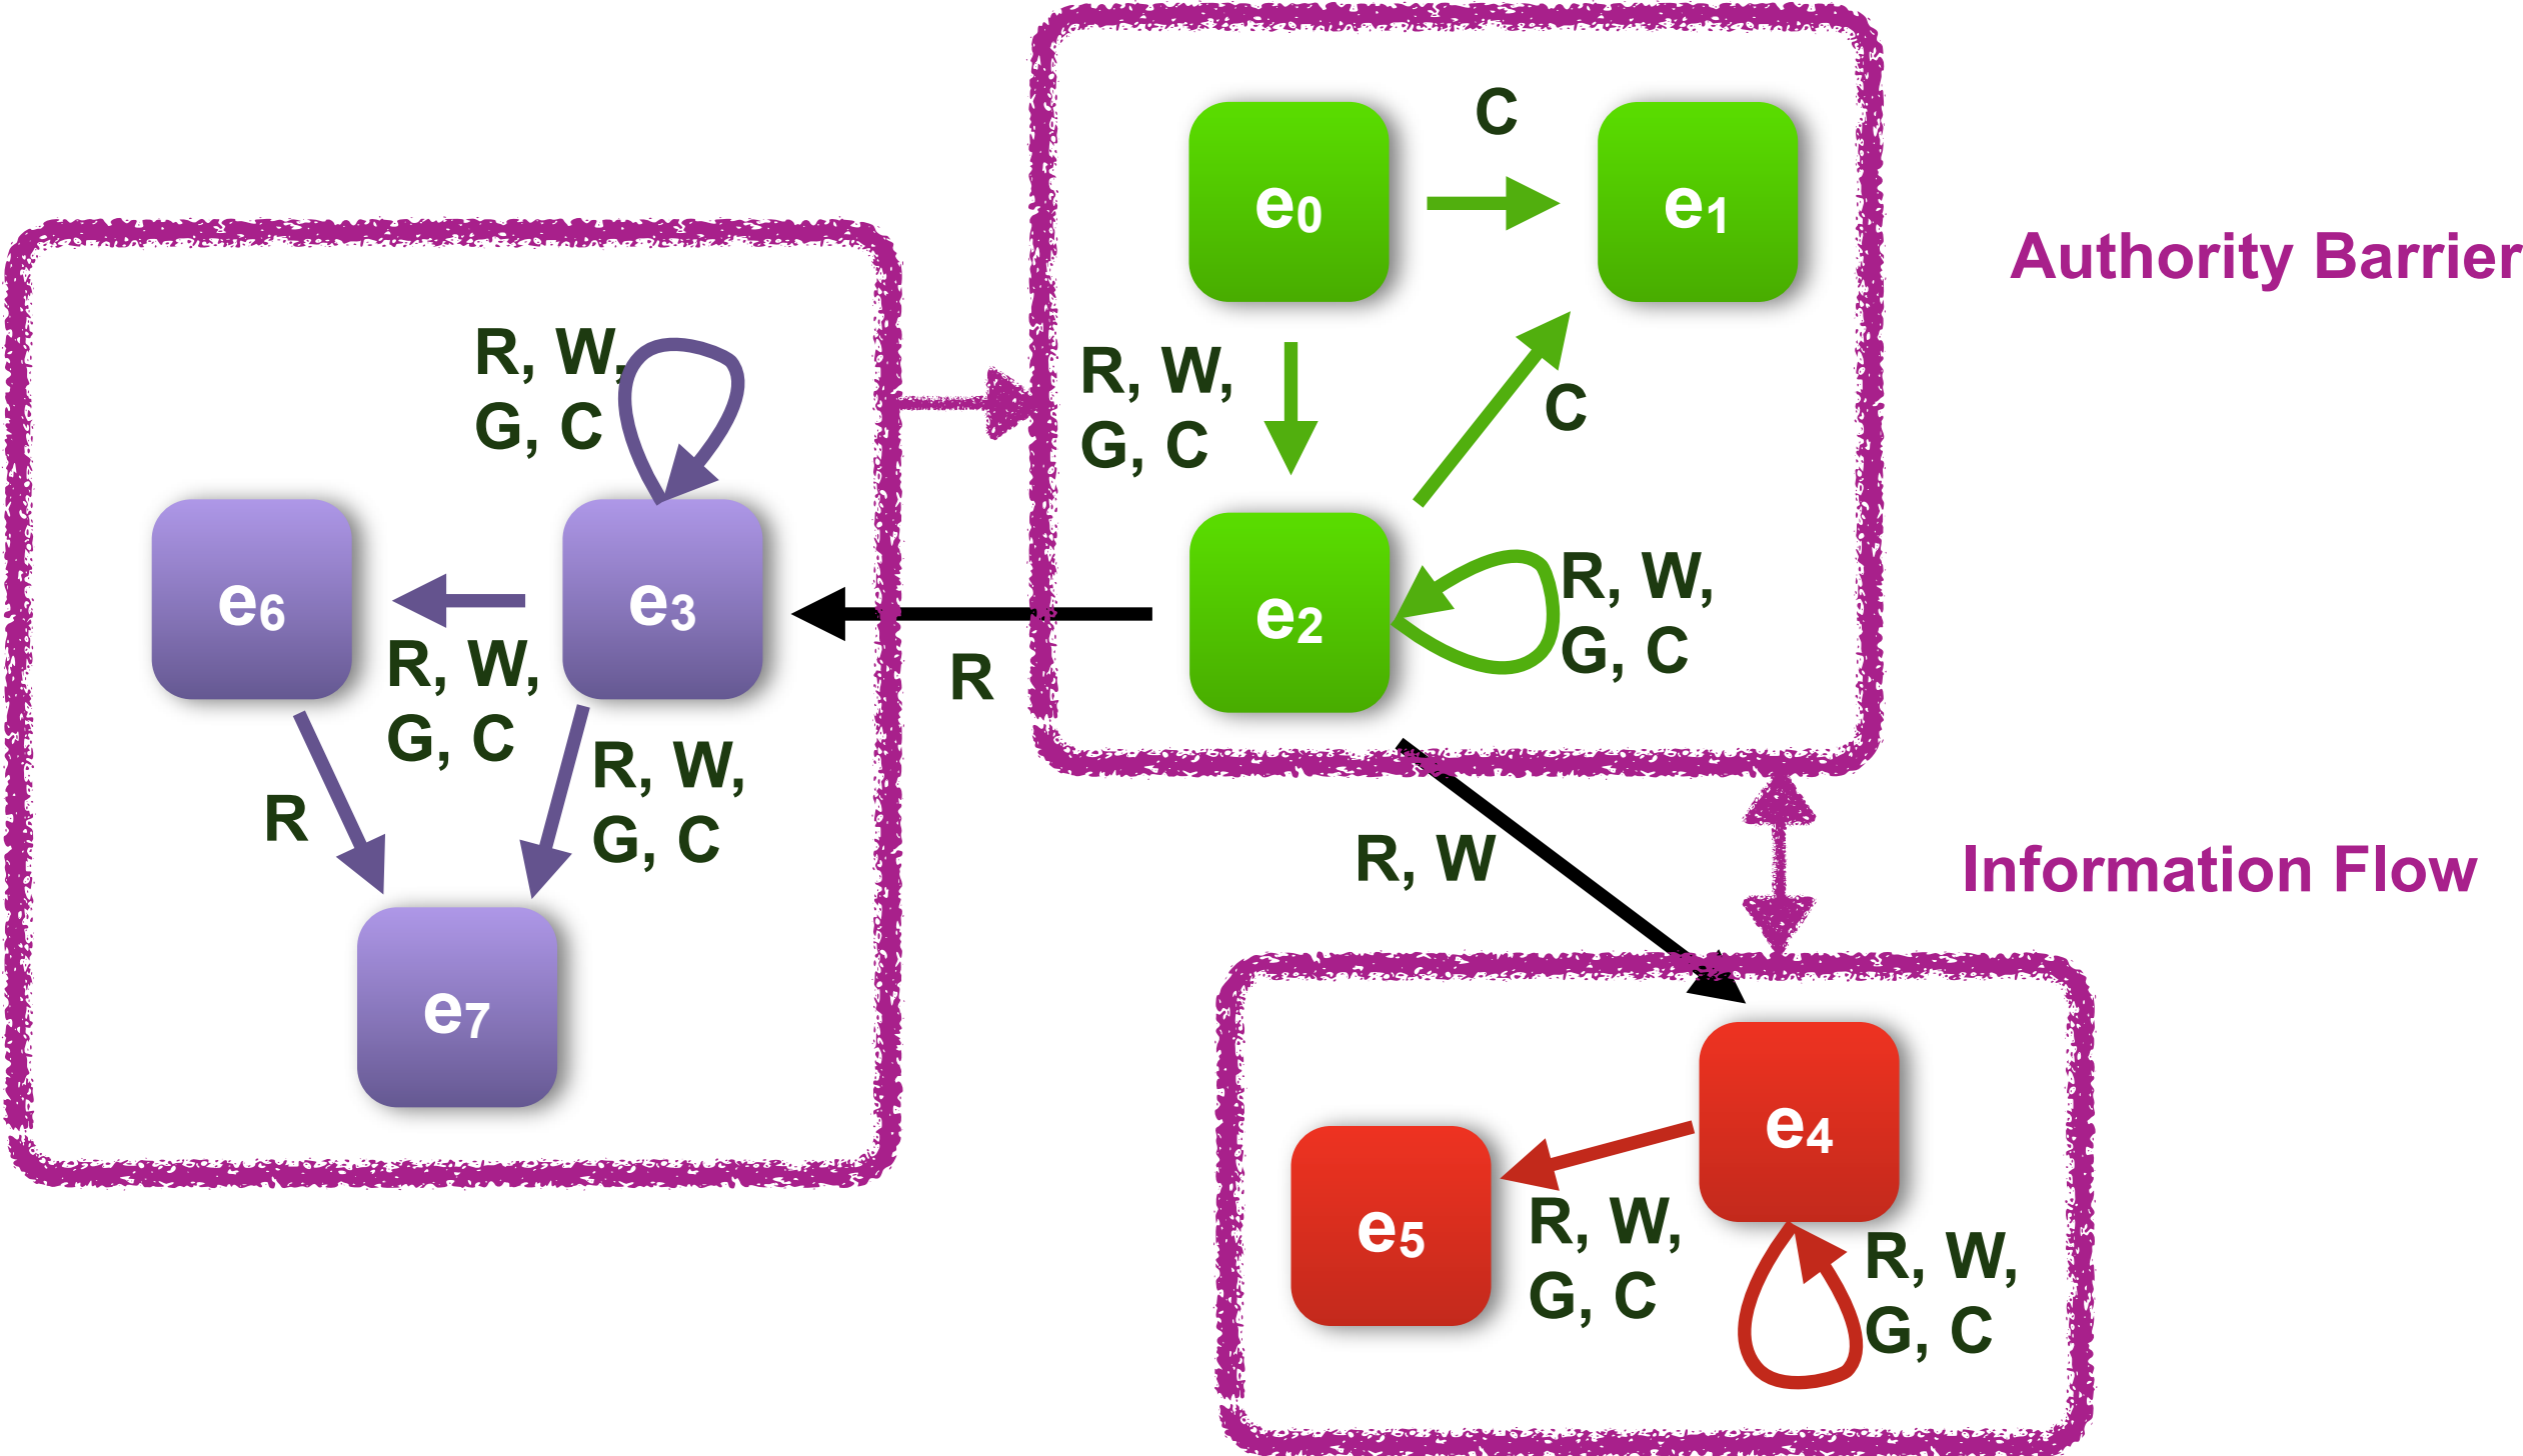 C
e0
e1
Authority Barrier
R, W,
G, C
R, W,
G, C
C
e6
e3
e2
R, W,
G, C
R
R, W,
G, C
R, W,
G, C
R
R, W
Information Flow
e7
e4
e5
R, W,
G, C
R, W,
G, C